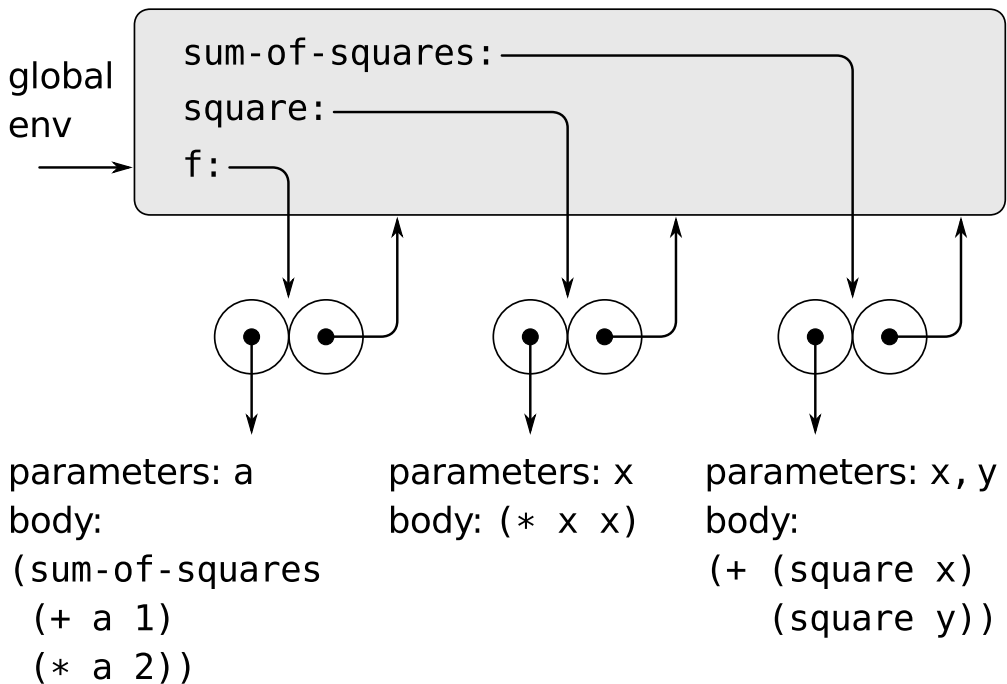 global
env
sum-of-squares:
square:
f:
parameters: a
body:
(sum-of-squares
(+ a 1)
(* a 2))
parameters: x
body: (* x x)
parameters: x, y
body:
(+ (square x)
(square y))